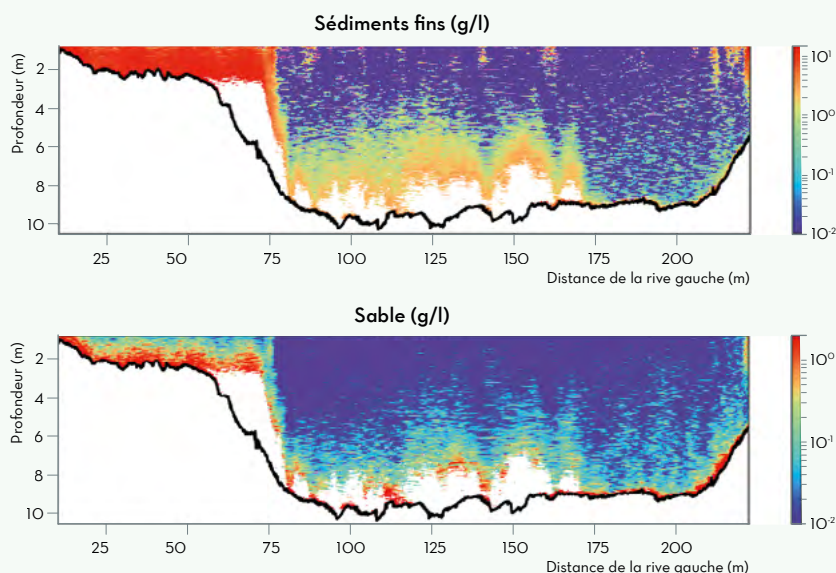 Sédiments fins (g/l)
Profondeur (m)
2
4
6
8
10
10¹
10⁰
10⁻¹
10⁻²
25 50 75 100 125 150 175 200
Distance de la rive gauche (m)
Sable (g/l)
Profondeur (m)
2
4
6
8
10
10⁰
10⁻¹
10⁻²
25 50 75 100 125 150 175 200
Distance de la rive gauche (m)